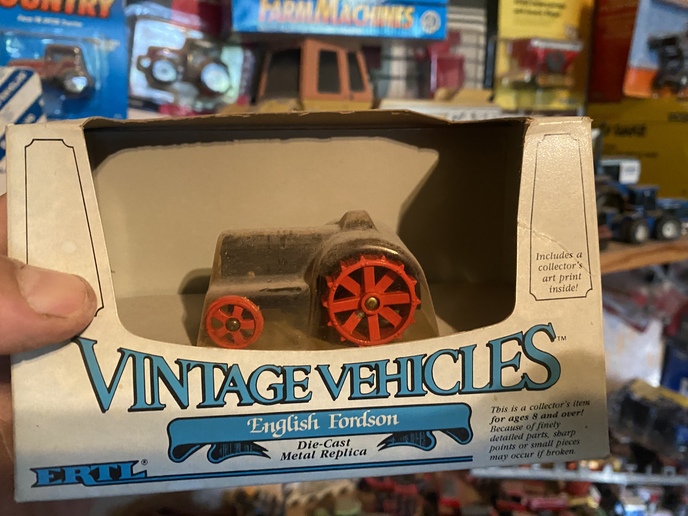 COUNTRY
FARM MACHINES
Includes a
collector's
art print
inside!
VINTAGE VEHICLES™
English Fordson
Die-Cast
Metal Replica
This is a collector's item
for ages 8 and over!
Because of finely
detailed parts, sharp
points or small pieces
may occur if broken.
ERTL®